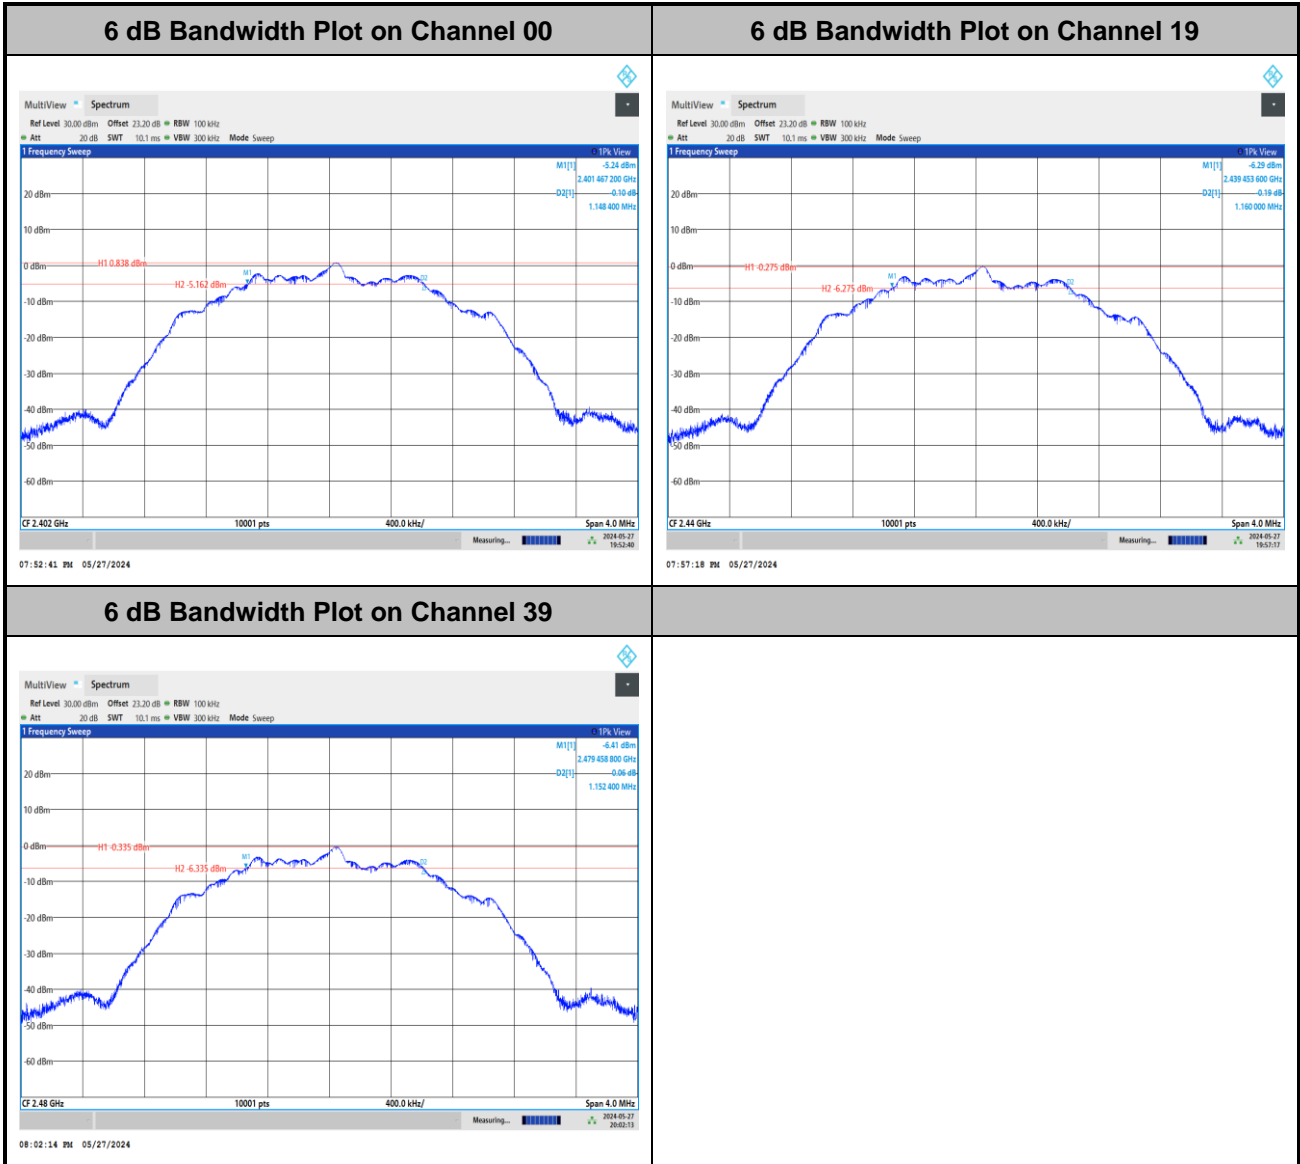 6 dB Bandwidth Plot on Channel 00
6 dB Bandwidth Plot on Channel 19
MultiView Spectrum
Ref Level 30.00 dBm Offset 23.20 dB RBW 100 kHz
Att 20 dB SWT 10.1 ms VBW 300 kHz Mode Sweep
1 Frequency Sweep 1Pk View
M1[1] -5.24 dBm
2.401 467 200 GHz
D2[1] -0.10 dB
1.148 400 MHz
20 dBm
10 dBm
0 dBm
H1 0.838 dBm
M1
D2
H2 -5.162 dBm
-10 dBm
-20 dBm
-30 dBm
-40 dBm
-50 dBm
-60 dBm
CF 2.402 GHz 10001 pts 400.0 kHz/ Span 4.0 MHz
Measuring... 2024-05-27
19:52:40
07:52:41 PM 05/27/2024
MultiView Spectrum
Ref Level 30.00 dBm Offset 23.20 dB RBW 100 kHz
Att 20 dB SWT 10.1 ms VBW 300 kHz Mode Sweep
1 Frequency Sweep 1Pk View
M1[1] -6.29 dBm
2.439 453 600 GHz
D2[1] -0.19 dB
1.160 000 MHz
20 dBm
10 dBm
0 dBm
H1 -0.275 dBm
M1
D2
H2 -6.275 dBm
-10 dBm
-20 dBm
-30 dBm
-40 dBm
-50 dBm
-60 dBm
CF 2.44 GHz 10001 pts 400.0 kHz/ Span 4.0 MHz
Measuring... 2024-05-27
19:57:17
07:57:18 PM 05/27/2024
6 dB Bandwidth Plot on Channel 39
MultiView Spectrum
Ref Level 30.00 dBm Offset 23.20 dB RBW 100 kHz
Att 20 dB SWT 10.1 ms VBW 300 kHz Mode Sweep
1 Frequency Sweep 1Pk View
M1[1] -6.41 dBm
2.479 458 800 GHz
D2[1] -0.06 dB
1.152 400 MHz
20 dBm
10 dBm
0 dBm
H1 -0.335 dBm
M1
D2
H2 -6.335 dBm
-10 dBm
-20 dBm
-30 dBm
-40 dBm
-50 dBm
-60 dBm
CF 2.48 GHz 10001 pts 400.0 kHz/ Span 4.0 MHz
Measuring... 2024-05-27
20:02:13
08:02:14 PM 05/27/2024